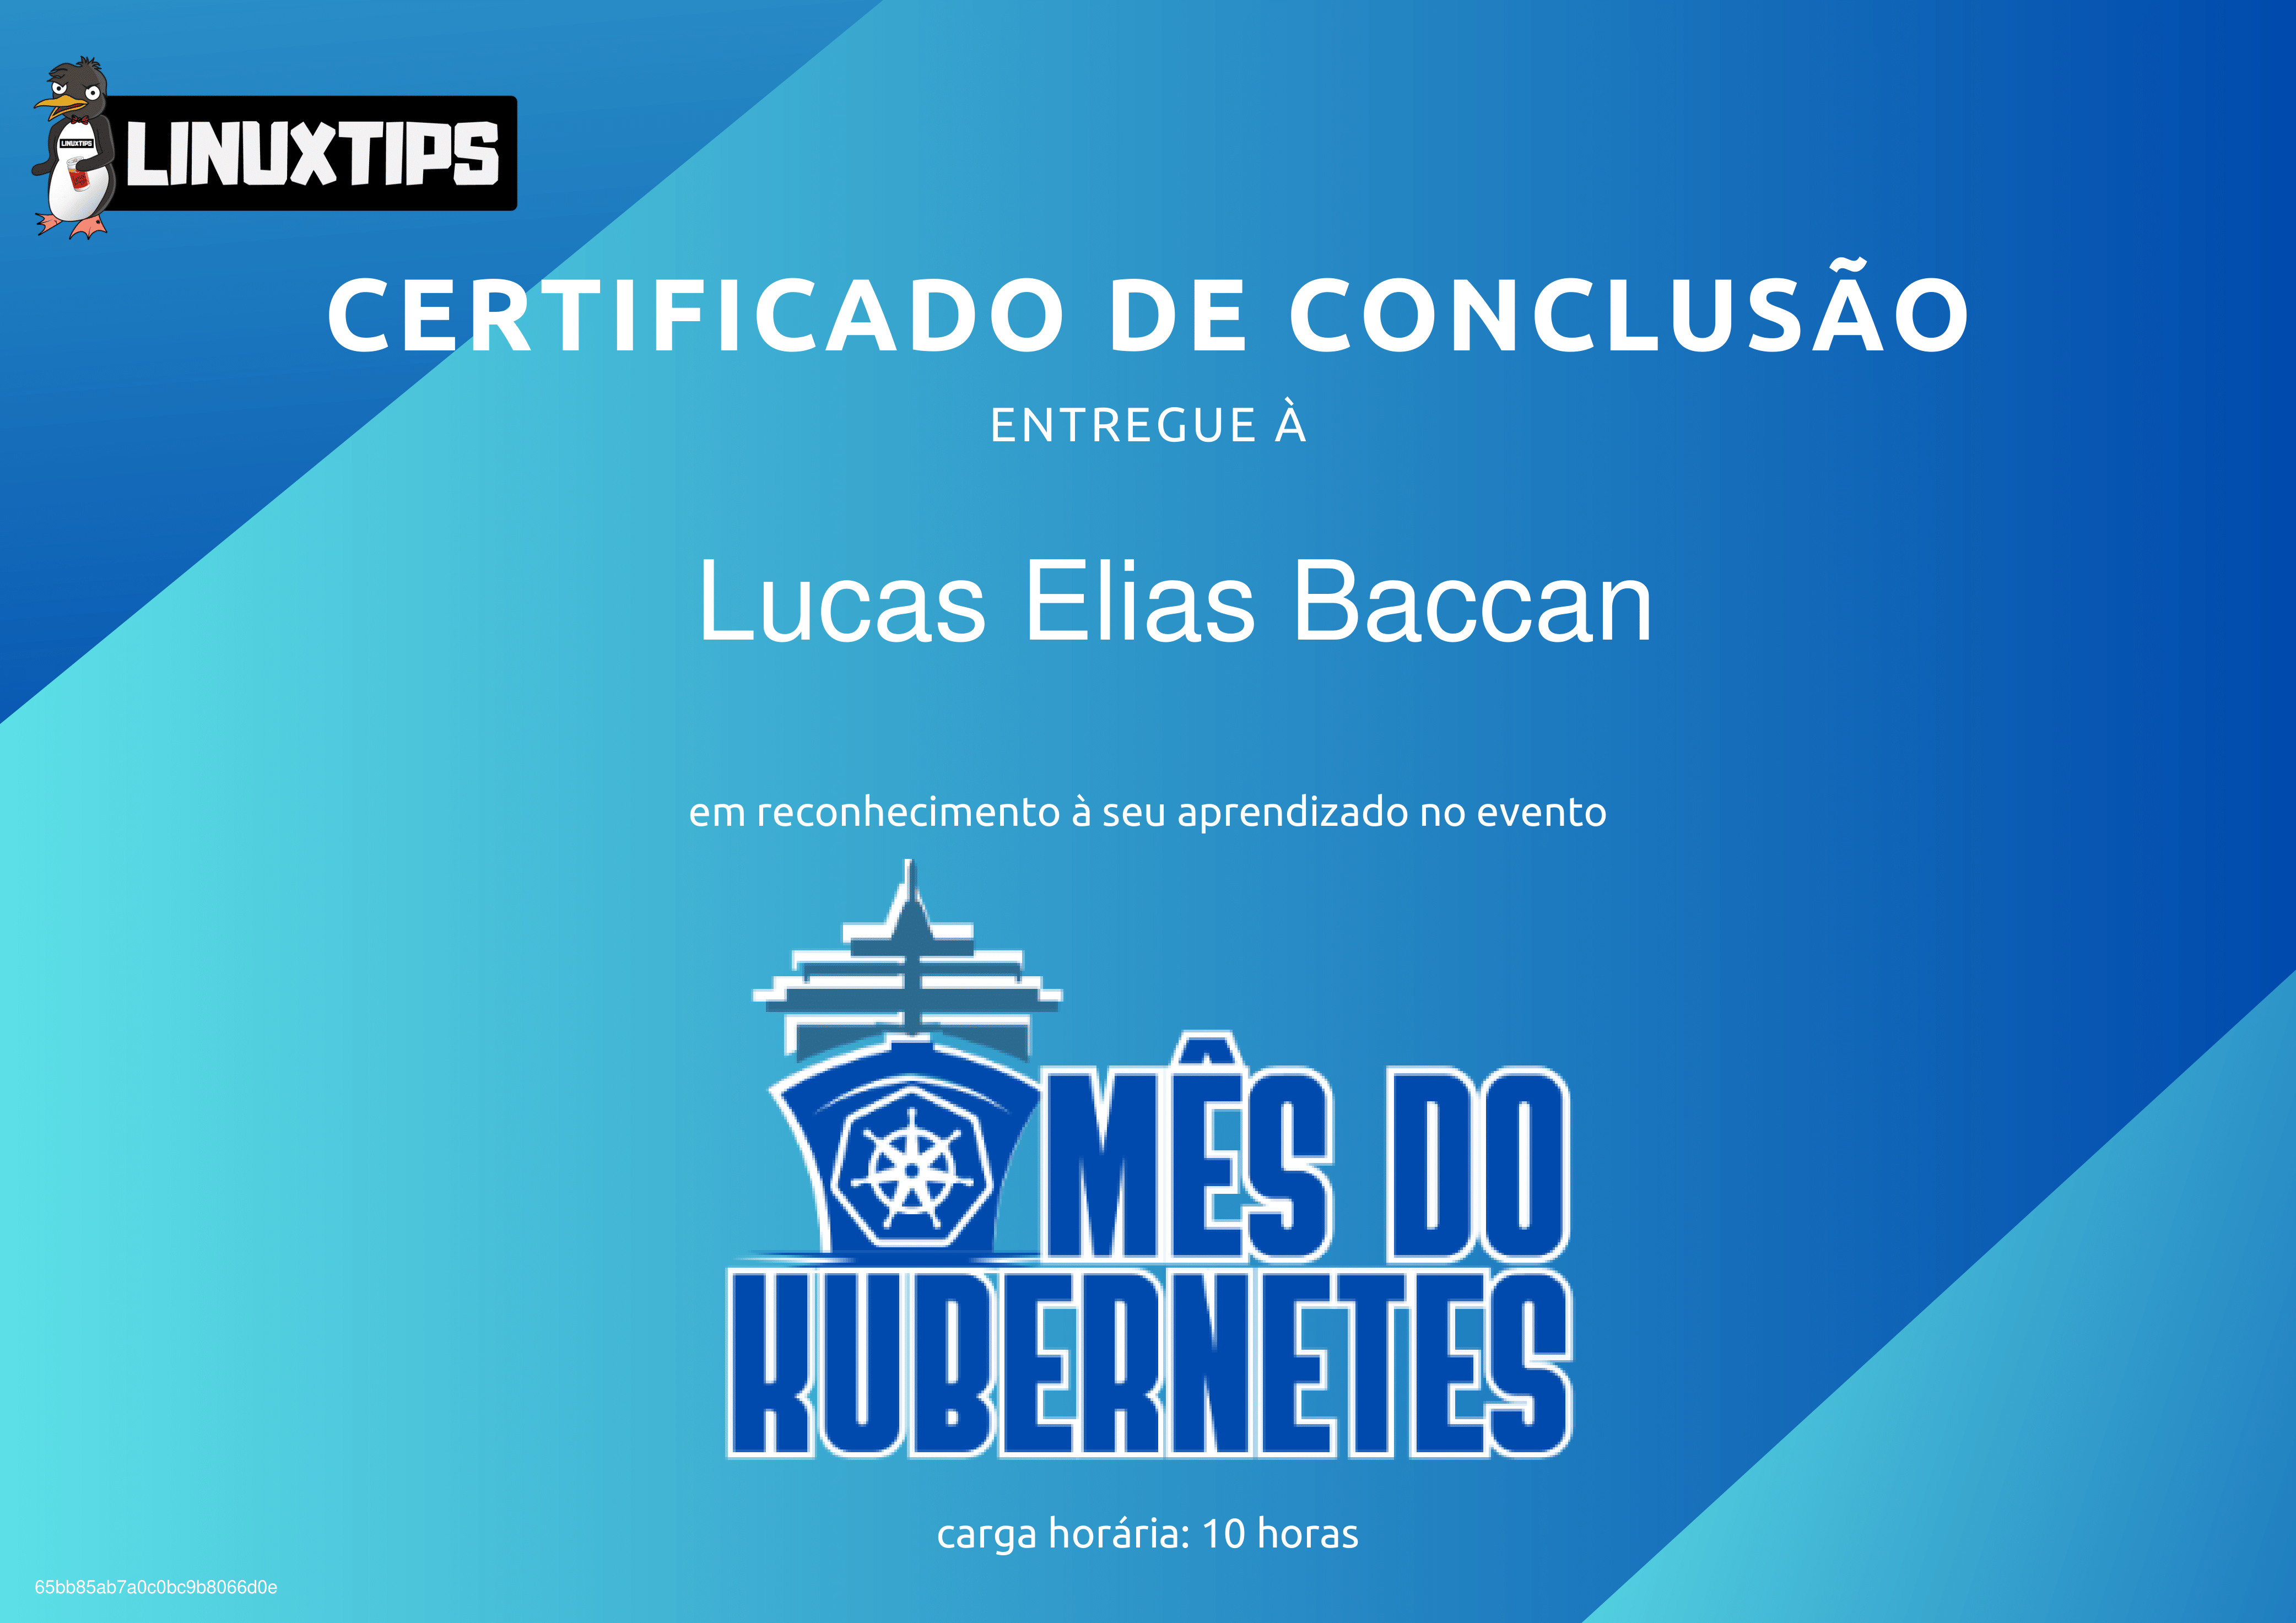 LINUXTIPS
LINUXTIPS
CERTIFICADO DE CONCLUSÃO
ENTREGUE À
Lucas Elias Baccan
em reconhecimento à seu aprendizado no evento
MÊS DO
KUBERNETES
carga horária: 10 horas
65bb85ab7a0c0bc9b8066d0e